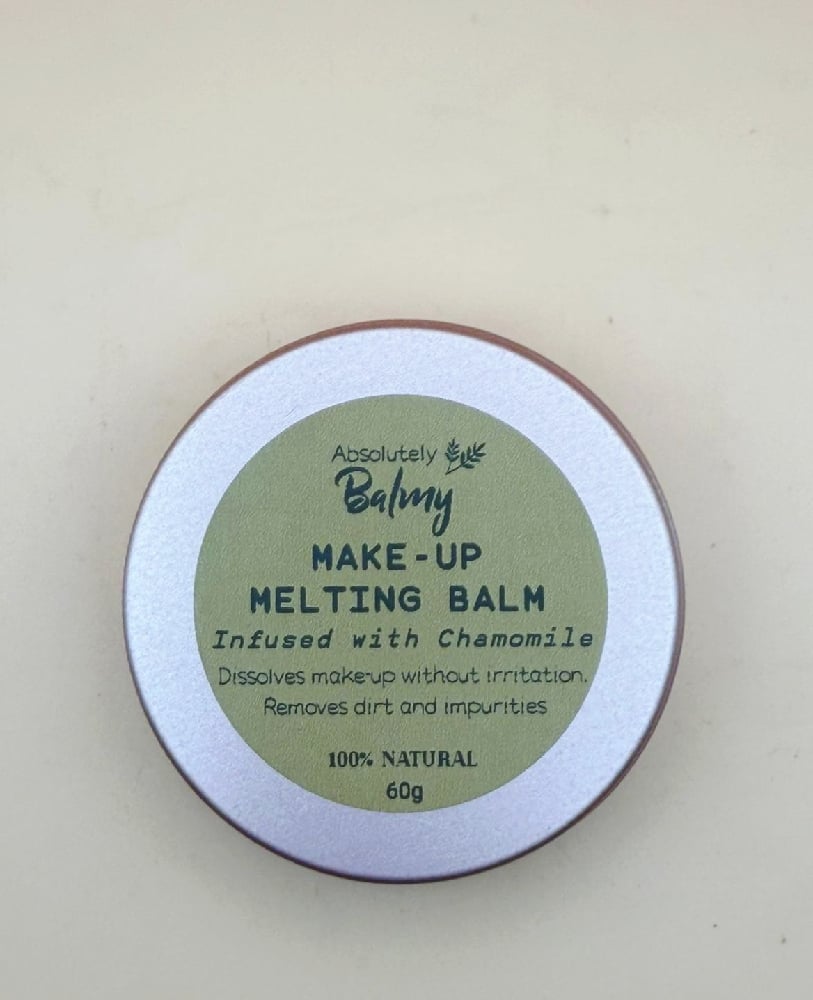 Absolutely
Balmy
MAKE-UP
MELTING BALM
Infused with Chamomile
Dissolves make-up without irritation.
Removes dirt and impurities
100% NATURAL
60g